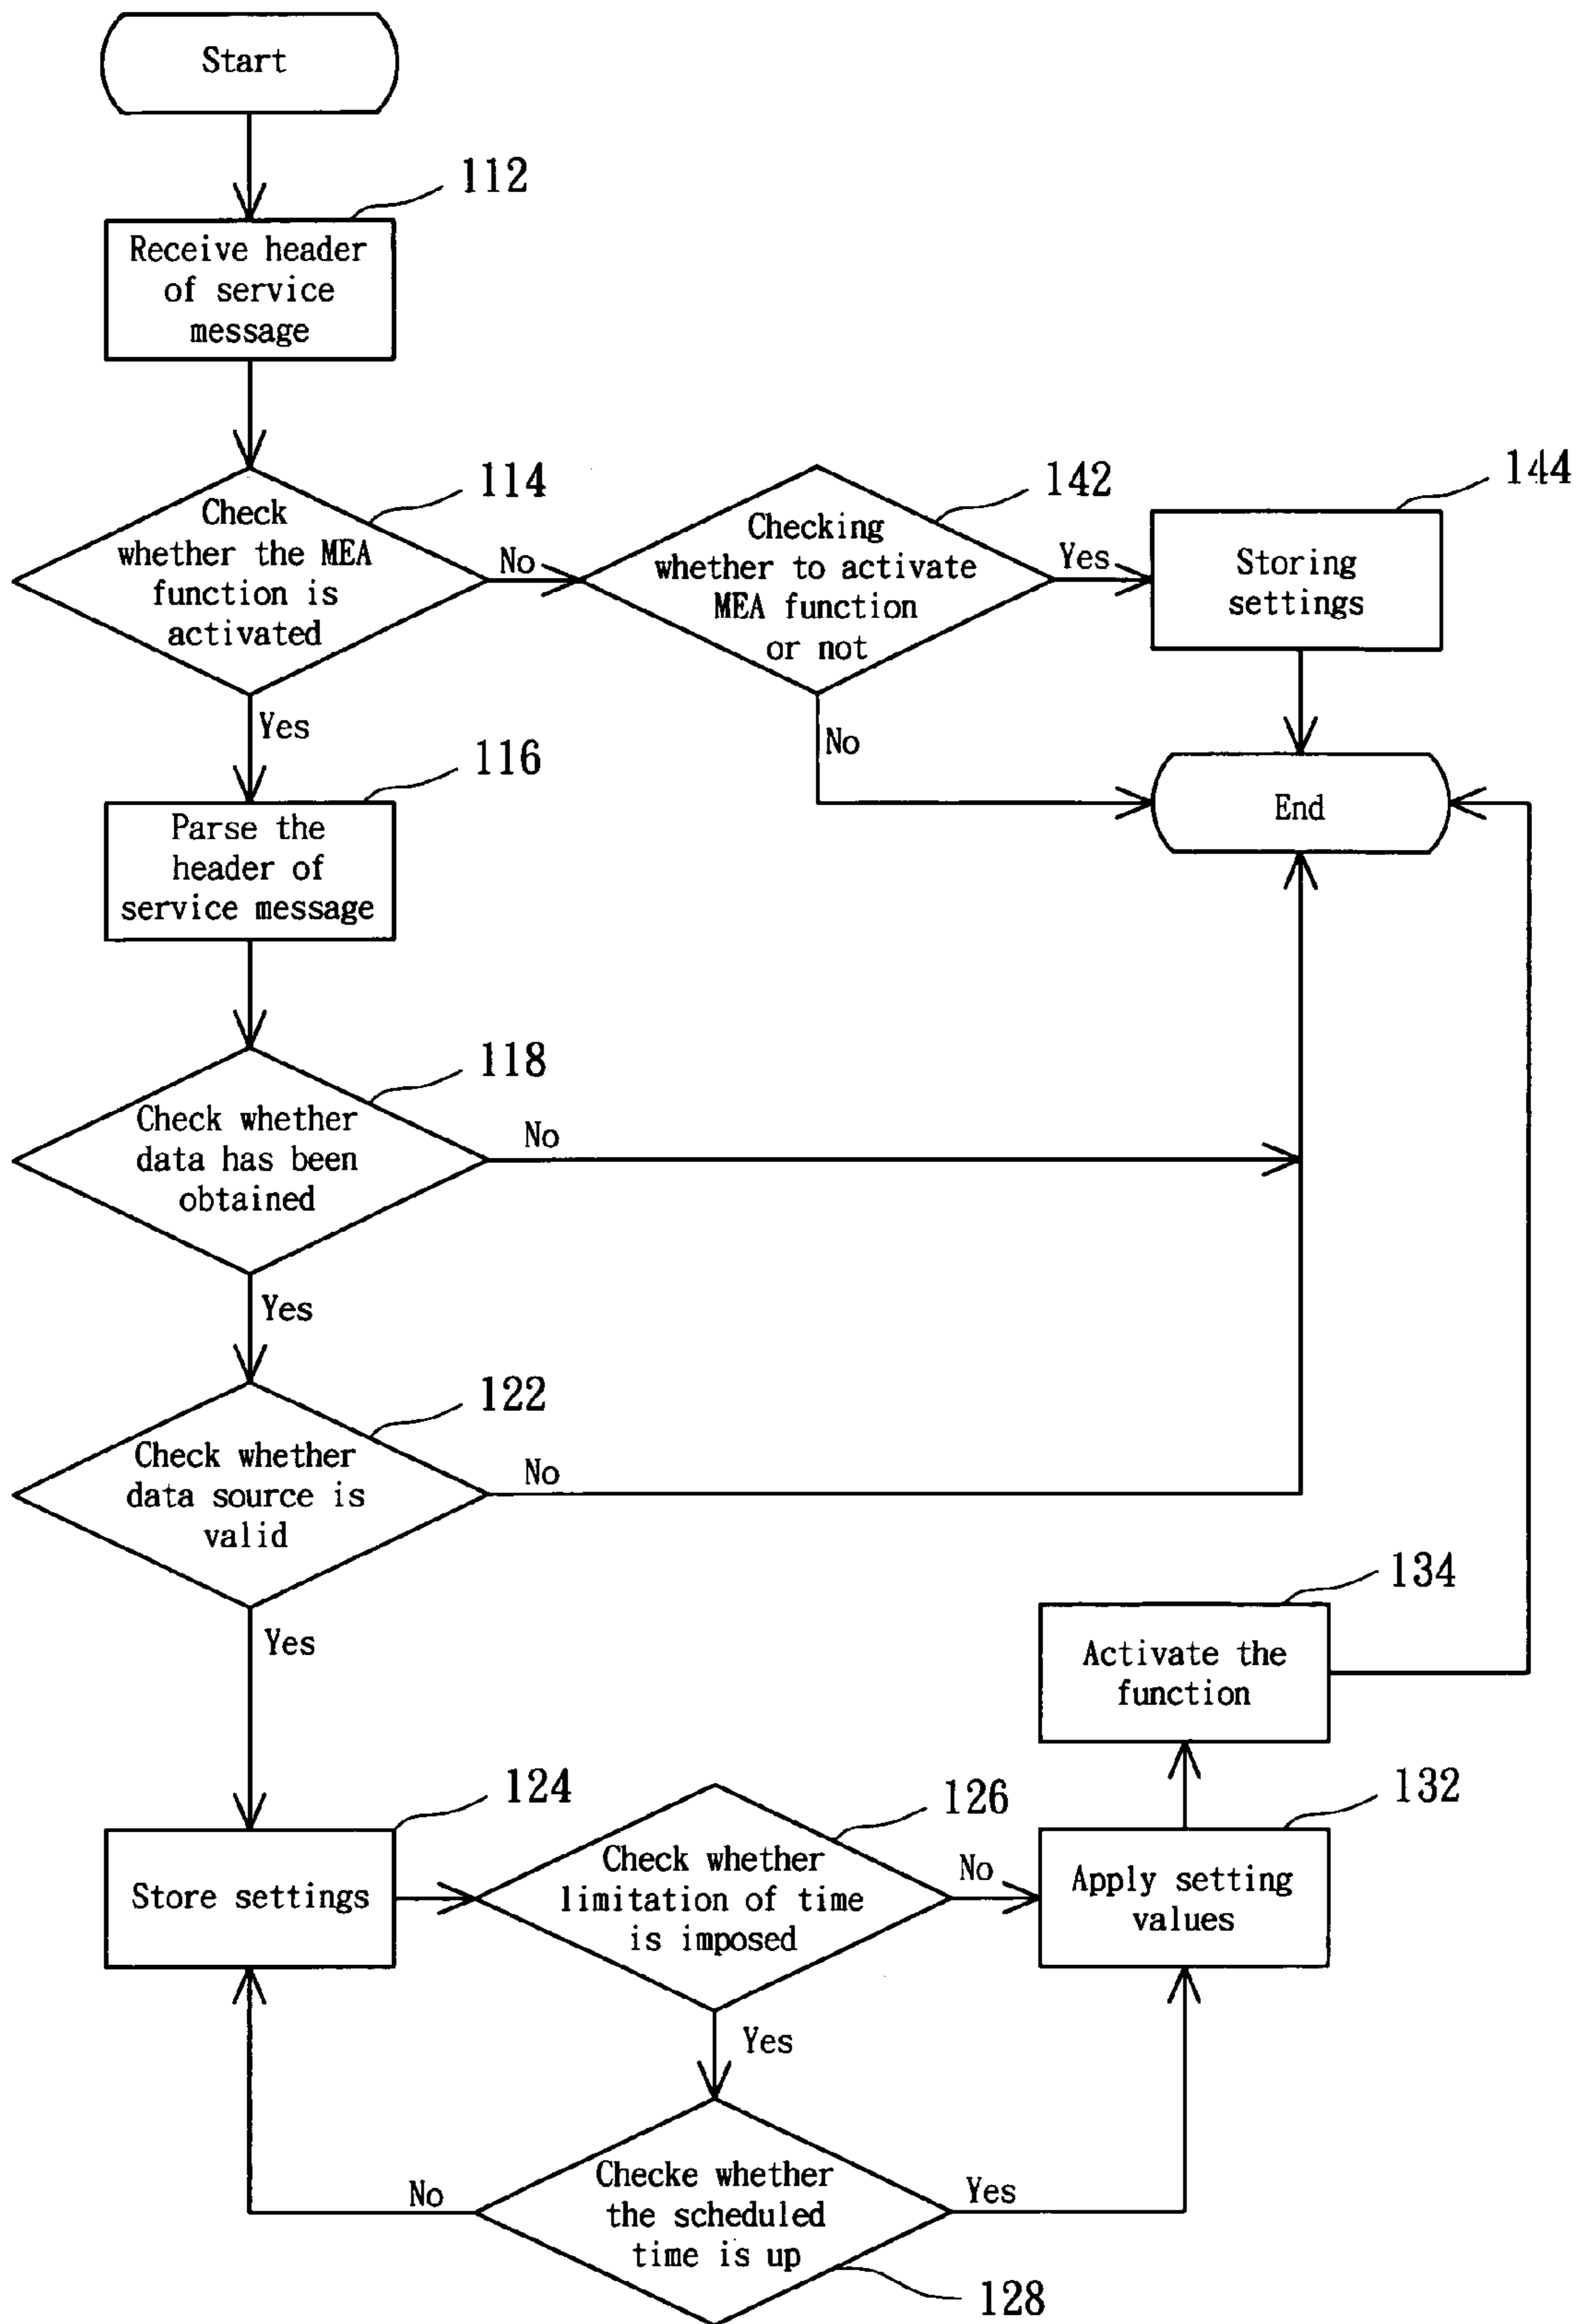 Start
112
Receive header
of service
message
114
Check
whether the MEA
function is
activated
No
142
Checking
whether to activate
MEA function
or not
Yes
144
Storing
settings
Yes
No
End
116
Parse the
header of
service message
118
Check whether
data has been
obtained
No
Yes
122
Check whether
data source is
valid
No
Yes
134
Activate the
function
124
Store settings
126
Check whether
limitation of time
is imposed
No
132
Apply setting
values
Yes
Checke whether
the scheduled
time is up
No
Yes
128